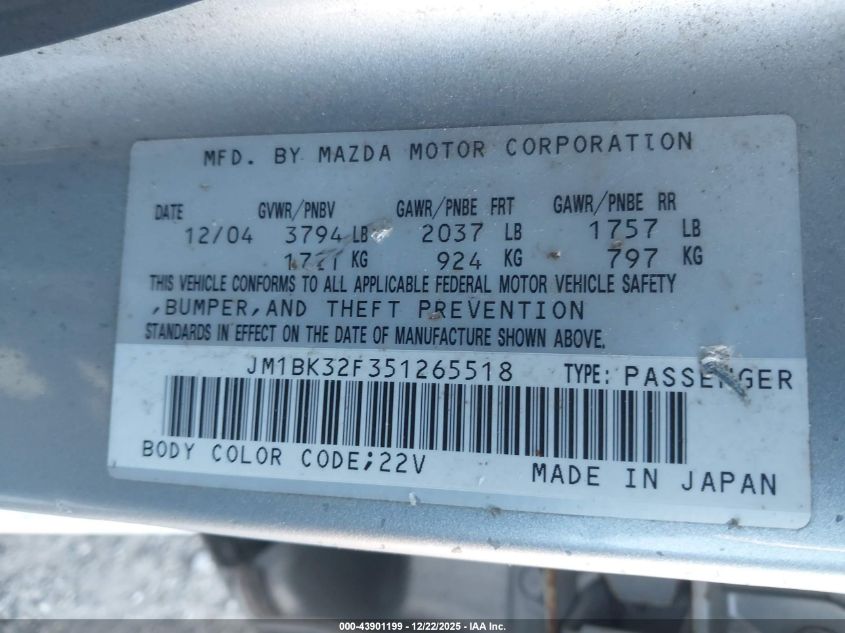 MFD. BY MAZDA MOTOR CORPORATION
DATE GVWR/PNBV GAWR/PNBE FRT GAWR/PNBE RR
12/04 3794 LB 2037 LB 1757 LB
1721 KG 924 KG 797 KG
THIS VEHICLE CONFORMS TO ALL APPLICABLE FEDERAL MOTOR VEHICLE SAFETY
,BUMPER,AND THEFT PREVENTION
STANDARDS IN EFFECT ON THE DATE OF MANUFACTURE SHOWN ABOVE.
JM1BK32F351265518 TYPE: PASSENGER
BODY COLOR CODE;22V
MADE IN JAPAN
000-43901199 - 12/22/2025 - IAA Inc.